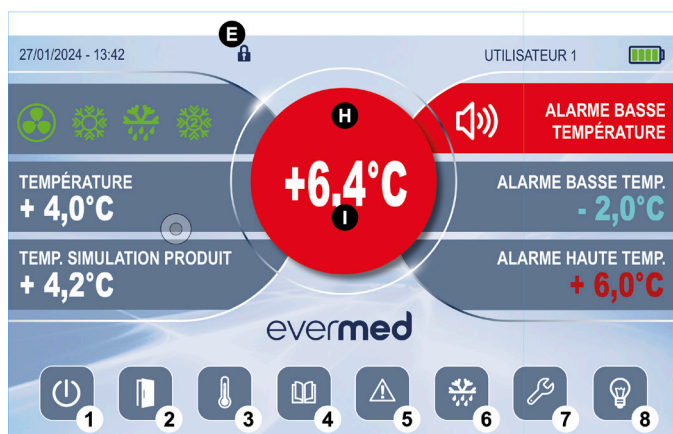 E
27/01/2024 - 13:42
UTILISATEUR 1
H
ALARME BASSE
TEMPÉRATURE
2
+6.4°C
I
TEMPÉRATURE
+ 4,0°C
ALARME BASSE TEMP.
- 2,0°C
TEMP. SIMULATION PRODUIT
+ 4,2°C
ALARME HAUTE TEMP.
+ 6,0°C
evermed
1
2
3
4
5
6
7
8